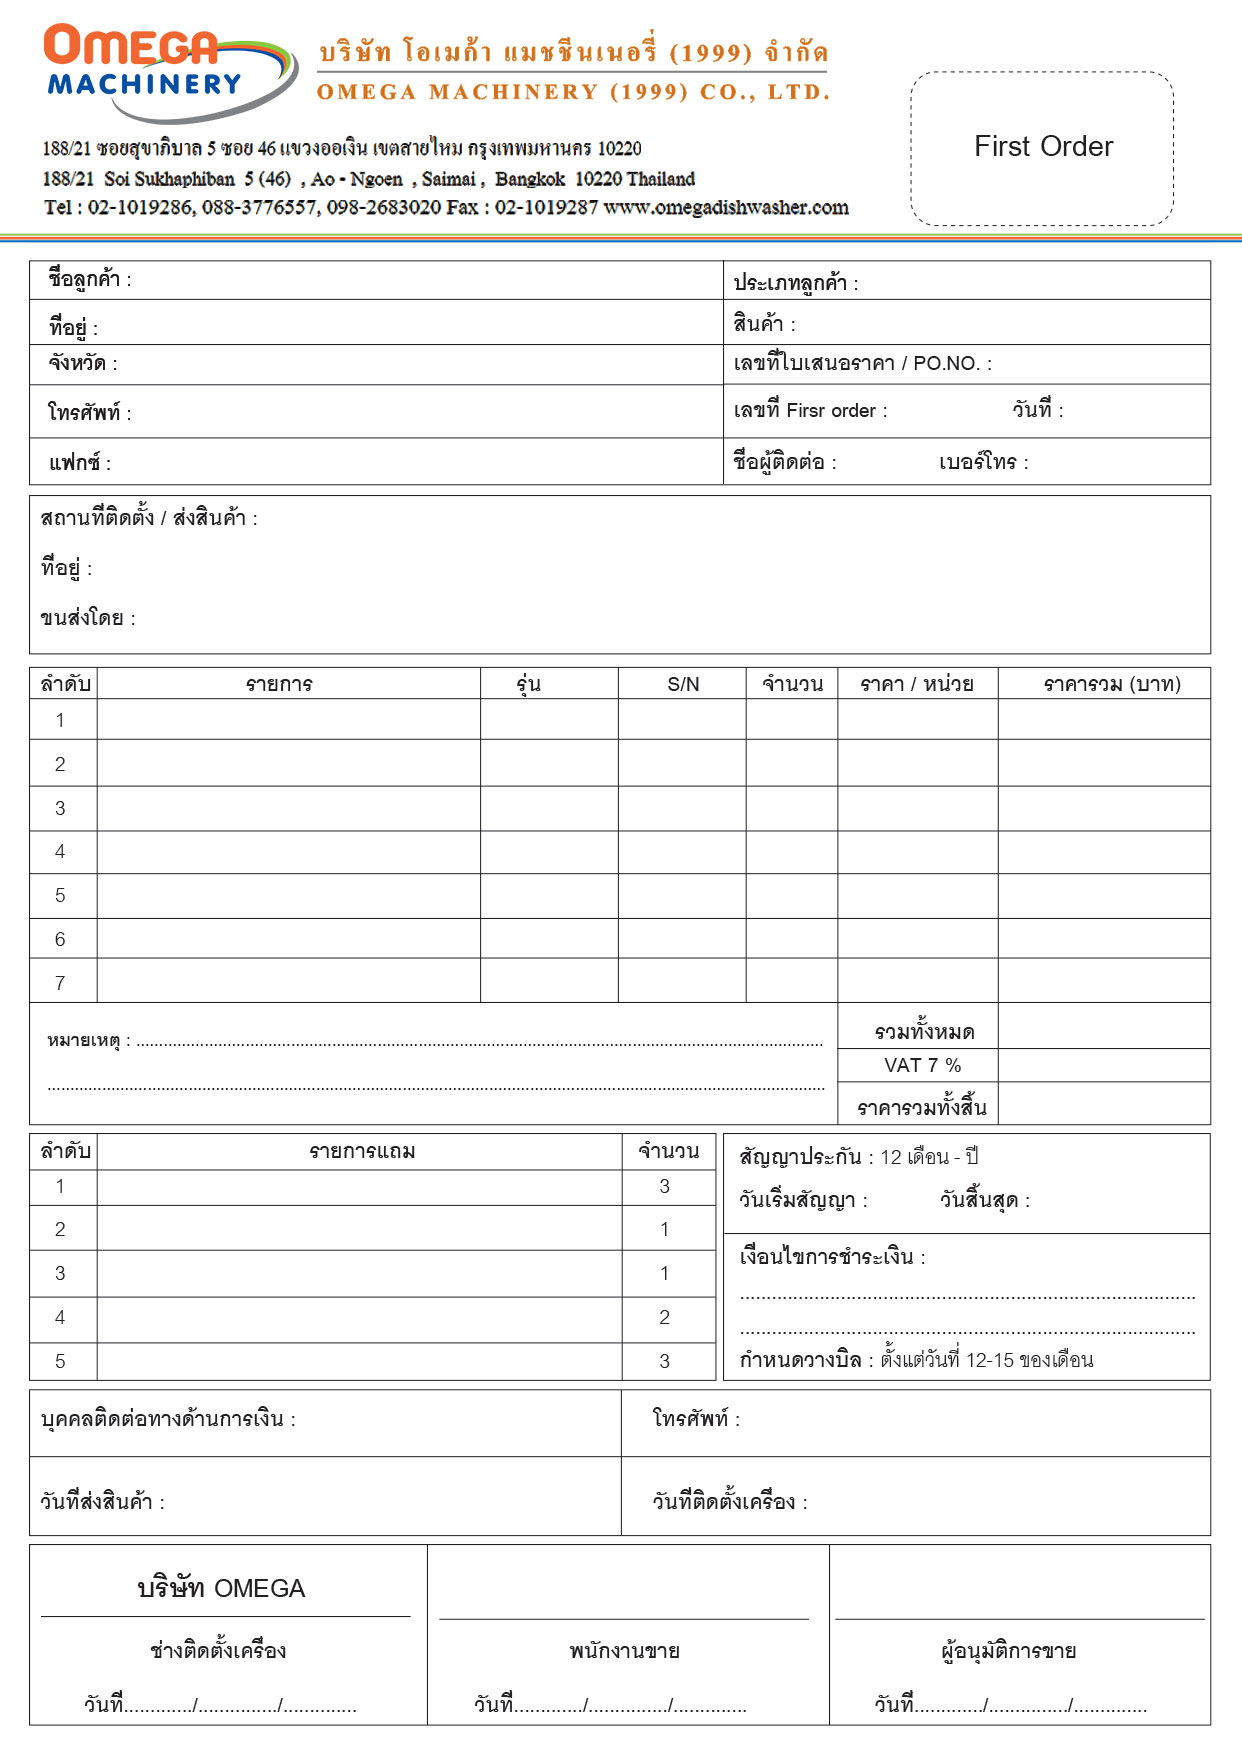 OMEGA
MACHINERY
บริษัท โอเมก้า แมชชีนเนอรี่ (1999) จำกัด
OMEGA MACHINERY (1999) CO., LTD.
First Order
188/21 ซอยสุขาภิบาล 5 ซอย 46 แขวงออเงิน เขตสายไหม กรุงเทพมหานคร 10220
188/21 Soi Sukhaphiban 5 (46) , Ao - Ngoen , Saimai , Bangkok 10220 Thailand
Tel : 02-1019286, 088-3776557, 098-2683020 Fax : 02-1019287 www.omegadishwasher.com
ชื่อลูกค้า : ประเภทลูกค้า :
ที่อยู่ : สินค้า :
จังหวัด : เลขที่ใบเสนอราคา / PO.NO. :
โทรศัพท์ : เลขที่ Firsr order : วันที่ :
แฟกซ์ : ชื่อผู้ติดต่อ : เบอร์โทร :
สถานที่ติดตั้ง / ส่งสินค้า :
ที่อยู่ :
ขนส่งโดย :
ลำดับ รายการ รุ่น S/N จำนวน ราคา / หน่วย ราคารวม (บาท)
1
2
3
4
5
6
7
หมายเหตุ : ........................................
รวมทั้งหมด
VAT 7 %
ราคารวมทั้งสิ้น
ลำดับ รายการแถม จำนวน
1 3
2 1
3 1
4 2
5 3
สัญญาประกัน : 12 เดือน - ปี
วันเริ่มสัญญา : วันสิ้นสุด :
เงื่อนไขการชำระเงิน :
กำหนดวางบิล : ตั้งแต่วันที่ 12-15 ของเดือน
บุคคลติดต่อทางด้านการเงิน : โทรศัพท์ :
วันที่ส่งสินค้า : วันที่ติดตั้งเครื่อง :
บริษัท OMEGA
ช่างติดตั้งเครื่อง พนักงานขาย ผู้อนุมัติการขาย
วันที่............./.............../.............. วันที่............./.............../.............. วันที่............./.............../..............